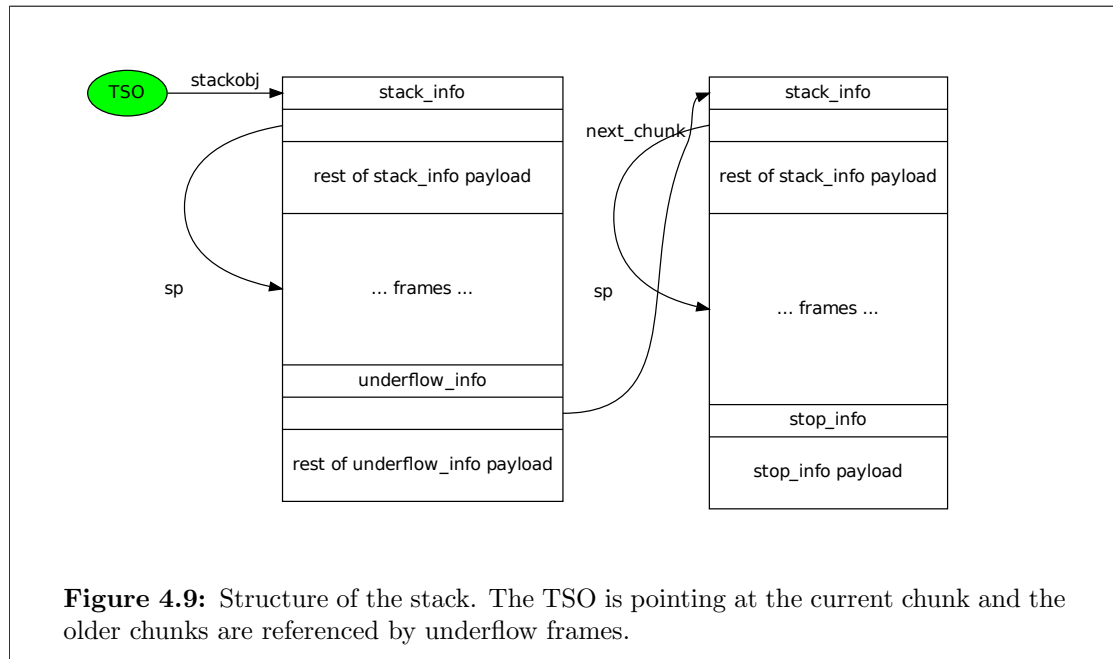 TSO
stackobj
stack_info
rest of stack_info payload
sp
... frames ...
underflow_info
rest of underflow_info payload
next_chunk
stack_info
rest of stack_info payload
sp
... frames ...
stop_info
stop_info payload
Figure 4.9: Structure of the stack. The TSO is pointing at the current chunk and the
older chunks are referenced by underflow frames.